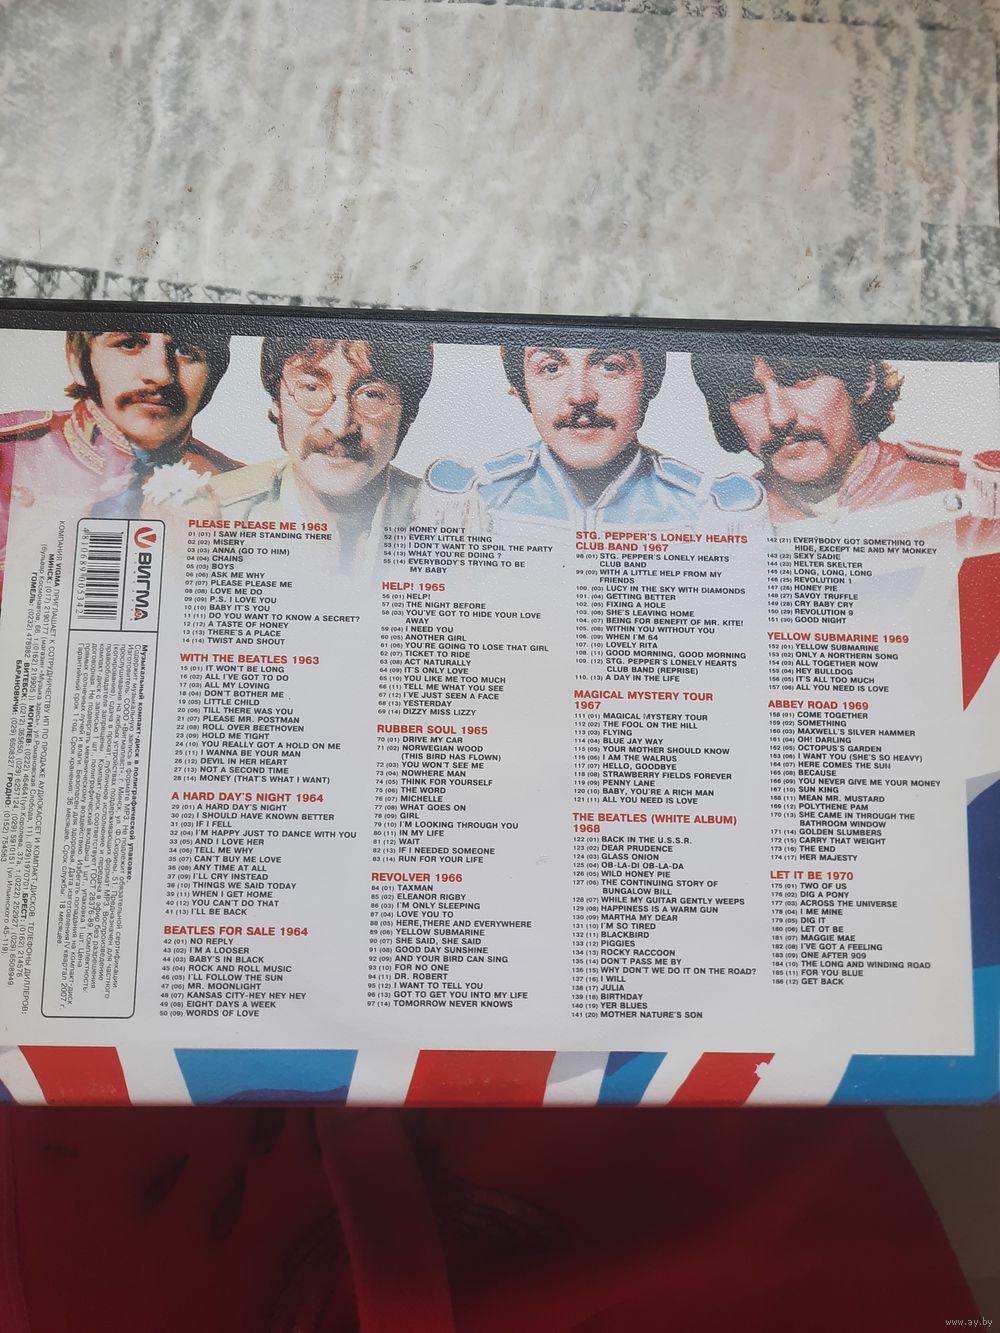 PLEASE PLEASE ME 1963
01 (01) I SAW HER STANDING THERE
02 (02) MISERY
03 (03) ANNA (GO TO HIM)
04 (04) CHAINS
05 (05) BOYS
06 (06) ASK ME WHY
07 (07) PLEASE PLEASE ME
08 (08) LOVE ME DO
09 (09) P.S. I LOVE YOU
10 (10) BABY IT'S YOU
11 (11) DO YOU WANT TO KNOW A SECRET?
12 (12) A TASTE OF HONEY
13 (13) THERE'S A PLACE
14 (14) TWIST AND SHOUT
WITH THE BEATLES 1963
15 (01) IT WON'T BE LONG
16 (02) ALL I'VE GOT TO DO
17 (03) ALL MY LOVING
18 (04) DON'T BOTHER ME
19 (05) LITTLE CHILD
20 (06) TILL THERE WAS YOU
21 (07) PLEASE MR. POSTMAN
22 (08) ROLL OVER BEETHOVEN
23 (09) HOLD ME TIGHT
24 (10) YOU REALLY GOT A HOLD ON ME
25 (11) I WANNA BE YOUR MAN
26 (12) DEVIL IN HER HEART
27 (13) NOT A SECOND TIME
28 (14) MONEY (THAT'S WHAT I WANT)
A HARD DAY'S NIGHT 1964
29 (01) A HARD DAY'S NIGHT
30 (02) I SHOULD HAVE KNOWN BETTER
31 (03) IF I FELL
32 (04) I'M HAPPY JUST TO DANCE WITH YOU
33 (05) AND I LOVE HER
34 (06) TELL ME WHY
35 (07) CAN'T BUY ME LOVE
36 (08) ANY TIME AT ALL
37 (09) I'LL CRY INSTEAD
38 (10) THINGS WE SAID TODAY
39 (11) WHEN I GET HOME
40 (12) YOU CAN'T DO THAT
41 (13) I'LL BE BACK
BEATLES FOR SALE 1964
42 (01) NO REPLY
43 (02) I'M A LOOSER
44 (03) BABY'S IN BLACK
45 (04) ROCK AND ROLL MUSIC
46 (05) I'LL FOLLOW THE SUN
47 (06) MR. MOONLIGHT
48 (07) KANSAS CITY-HEY HEY HEY
49 (08) EIGHT DAYS A WEEK
50 (09) WORDS OF LOVE
51 (10) HONEY DON'T
52 (11) EVERY LITTLE THING
53 (12) I DON'T WANT TO SPOIL THE PARTY
54 (13) WHAT YOU'RE DOING ?
55 (14) EVERYBODY'S TRYING TO BE
MY BABY
HELP! 1965
56 (01) HELP!
57 (02) THE NIGHT BEFORE
58 (03) YOU'VE GOT TO HIDE YOUR LOVE
AWAY
59 (04) I NEED YOU
60 (05) ANOTHER GIRL
61 (06) YOU'RE GOING TO LOSE THAT GIRL
62 (07) TICKET TO RIDE
63 (08) ACT NATURALLY
64 (09) IT'S ONLY LOVE
65 (10) YOU LIKE ME TOO MUCH
66 (11) TELL ME WHAT YOU SEE
67 (12) I'VE JUST SEEN A FACE
68 (13) YESTERDAY
69 (14) DIZZY MISS LIZZY
RUBBER SOUL 1965
70 (01) DRIVE MY CAR
71 (02) NORWEGIAN WOOD
(THIS BIRD HAS FLOWN)
72 (03) YOU WON'T SEE ME
73 (04) NOWHERE MAN
74 (05) THINK FOR YOURSELF
75 (06) THE WORD
76 (07) MICHELLE
77 (08) WHAT GOES ON
78 (09) GIRL
79 (10) I'M LOOKING THROUGH YOU
80 (11) IN MY LIFE
81 (12) WAIT
82 (13) IF I NEEDED SOMEONE
83 (14) RUN FOR YOUR LIFE
REVOLVER 1966
84 (01) TAXMAN
85 (02) ELEANOR RIGBY
86 (03) I'M ONLY SLEEPING
87 (04) LOVE YOU TO
88 (05) HERE, THERE AND EVERYWHERE
89 (06) YELLOW SUBMARINE
90 (07) SHE SAID, SHE SAID
91 (08) GOOD DAY SUNSHINE
92 (09) AND YOUR BIRD CAN SING
93 (10) FOR NO ONE
94 (11) DR. ROBERT
95 (12) I WANT TO TELL YOU
96 (13) GOT TO GET YOU INTO MY LIFE
97 (14) TOMORROW NEVER KNOWS
STG. PEPPER'S LONELY HEARTS
CLUB BAND 1967
98 (01) STG. PEPPER'S LONELY HEARTS
CLUB BAND
99 (02) WITH A LITTLE HELP FROM MY
FRIENDS
100. (03) LUCY IN THE SKY WITH DIAMONDS
101. (04) GETTING BETTER
102. (05) FIXING A HOLE
103. (06) SHE'S LEAVING HOME
104. (07) BEING FOR BENEFIT OF MR. KITE!
105. (08) WITHIN YOU WITHOUT YOU
106. (09) WHEN I'M 64
107. (10) LOVELY RITA
108. (11) GOOD MORNING, GOOD MORNING
109. (12) STG. PEPPER'S LONELY HEARTS
CLUB BAND (REPRISE)
110. (13) A DAY IN THE LIFE
MAGICAL MYSTERY TOUR
1967
111 (01) MAGICAL MYSTERY TOUR
112 (02) THE FOOL ON THE HILL
113 (03) FLYING
114 (04) BLUE JAY WAY
115 (05) YOUR MOTHER SHOULD KNOW
116 (06) I AM THE WALRUS
117 (07) HELLO, GOODBYE
118 (08) STRAWBERRY FIELDS FOREVER
119 (09) PENNY LANE
120 (10) BABY, YOU'RE A RICH MAN
121 (11) ALL YOU NEED IS LOVE
THE BEATLES (WHITE ALBUM)
1968
122 (01) BACK IN THE U.S.S.R.
123 (02) DEAR PRUDENCE
124 (03) GLASS ONION
125 (04) OB-LA-DI OB-LA-DA
126 (05) WILD HONEY PIE
127 (06) THE CONTINUING STORY OF
BUNGALOW BILL
128 (07) WHILE MY GUITAR GENTLY WEEPS
129 (08) HAPPINESS IS A WARM GUN
130 (09) MARTHA MY DEAR
131 (10) I'M SO TIRED
132 (11) BLACKBIRD
133 (12) PIGGIES
134 (13) ROCKY RACCOON
135 (14) DON'T PASS ME BY
136 (15) WHY DON'T WE DO IT ON THE ROAD?
137 (16) I WILL
138 (17) JULIA
139 (18) BIRTHDAY
140 (19) YER BLUES
141 (20) MOTHER NATURE'S SON
142 (21) EVERYBODY GOT SOMETHING TO
HIDE, EXCEPT ME AND MY MONKEY
143 (22) SEXY SADIE
144 (23) HELTER SKELTER
145 (24) LONG, LONG, LONG
146 (25) REVOLUTION 1
147 (26) HONEY PIE
148 (27) SAVOY TRUFFLE
149 (28) CRY BABY CRY
150 (29) REVOLUTION 9
151 (30) GOOD NIGHT
YELLOW SUBMARINE 1969
152 (01) YELLOW SUBMARINE
153 (02) ONLY A NORTHERN SONG
154 (03) ALL TOGETHER NOW
155 (04) HEY BULLDOG
156 (05) IT'S ALL TO MUCH
157 (06) ALL YOU NEED IS LOVE
ABBEY ROAD 1969
158 (01) COME TOGETHER
159 (02) SOMETHING
160 (03) MAXWELL'S SILVER HAMMER
161 (04) OH! DARLING
162 (05) OCTOPUS'S GARDEN
163 (06) I WANT YOU (SHE'S SO HEAVY)
164 (07) HERE COMES THE SUN
165 (08) BECAUSE
166 (09) YOU NEVER GIVE ME YOUR MONEY
167 (10) SUN KING
168 (11) MEAN MR. MUSTARD
169 (12) POLYTHENE PAM
170 (13) SHE CAME IN THROUGH THE
BATHROOM WINDOW
171 (14) GOLDEN SLUMBERS
172 (15) CARRY THAT WEIGHT
173 (16) THE END
174 (17) HER MAJESTY
LET IT BE 1970
175 (01) TWO OF US
176 (02) DIG A PONY
177 (03) ACROSS THE UNIVERSE
178 (04) I ME MINE
179 (05) DIG IT
180 (06) LET OT BE
181 (07) MAGGIE MAE
182 (08) I'VE GOT A FEELING
183 (09) ONE AFTER 909
184 (10) THE LONG AND WINDING ROAD
185 (11) FOR YOU BLUE
186 (12) GET BACK
ВИГМА
4810689005342
Музыкальный компакт-диск в полиграфической упаковке.
КОМПАНИЯ VIGMA ПРИГЛАШАЕТ К СОТРУДНИЧЕСТВУ ИП ПО ПРОДАЖЕ АУДИОКАССЕТ И КОМПАКТ-ДИСКОВ. ТЕЛЕФОНЫ ДИЛЛЕРОВ:
www.ay.by